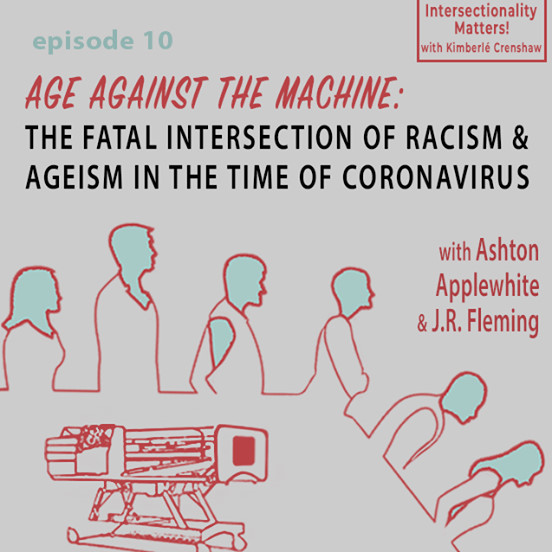 episode 10
Intersectionality
Matters!
with Kimberlé Crenshaw
AGE AGAINST THE MACHINE:
THE FATAL INTERSECTION OF RACISM &
AGEISM IN THE TIME OF CORONAVIRUS
with Ashton
Applewhite
& J.R. Fleming